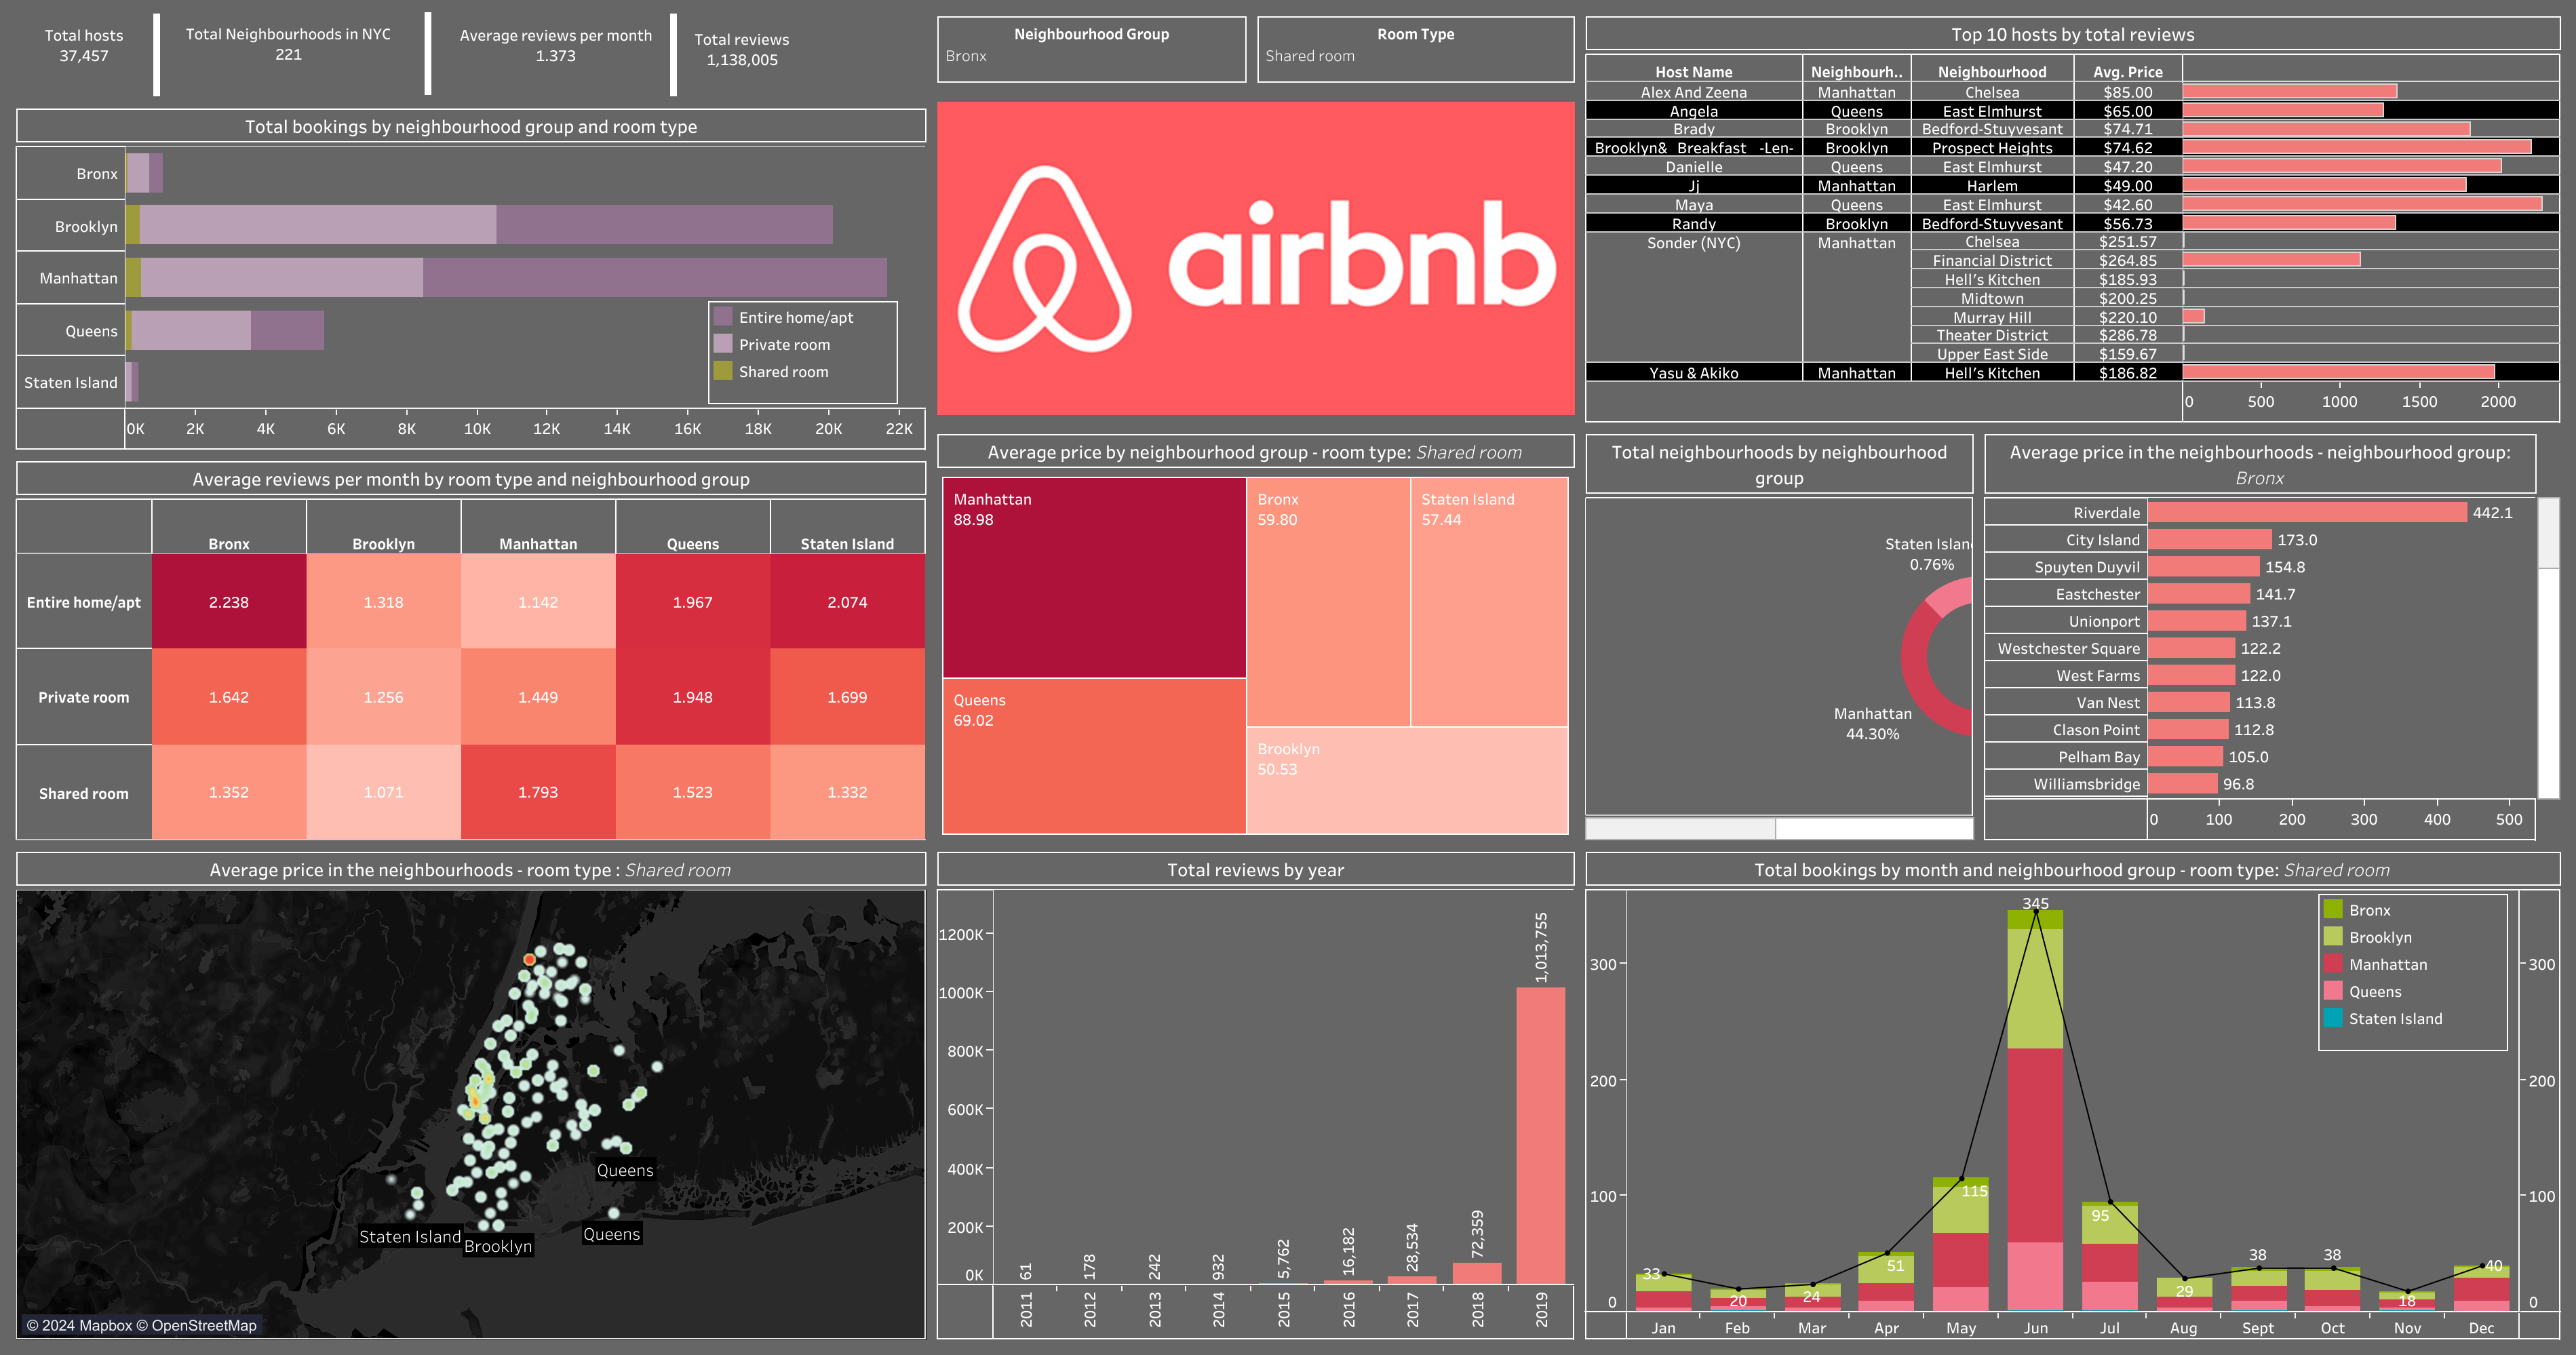 Total hosts
37,457
Total Neighbourhoods in NYC
221
Average reviews per month
1.373
Total reviews
1,138,005
Neighbourhood Group
Bronx
Room Type
Shared room
Top 10 hosts by total reviews
Host Name Neighbourh.. Neighbourhood Avg. Price
Alex And Zeena Manhattan Chelsea $85.00
Angela Queens East Elmhurst $65.00
Brady Brooklyn Bedford-Stuyvesant $74.71
Brooklyn& Breakfast -Len- Brooklyn Prospect Heights $74.62
Danielle Queens East Elmhurst $47.20
Jj Manhattan Harlem $49.00
Maya Queens East Elmhurst $42.60
Randy Brooklyn Bedford-Stuyvesant $56.73
Sonder (NYC) Manhattan Chelsea $251.57
Financial District $264.85
Hell's Kitchen $185.93
Midtown $200.25
Murray Hill $220.10
Theater District $286.78
Upper East Side $159.67
Yasu & Akiko Manhattan Hell's Kitchen $186.82
0 500 1000 1500 2000
Total bookings by neighbourhood group and room type
Bronx
Brooklyn
Manhattan
Queens
Staten Island
Entire home/apt
Private room
Shared room
0K 2K 4K 6K 8K 10K 12K 14K 16K 18K 20K 22K
airbnb
Average reviews per month by room type and neighbourhood group
Bronx Brooklyn Manhattan Queens Staten Island
Entire home/apt 2.238 1.318 1.142 1.967 2.074
Private room 1.642 1.256 1.449 1.948 1.699
Shared room 1.352 1.071 1.793 1.523 1.332
Average price by neighbourhood group - room type: Shared room
Manhattan
88.98
Bronx
59.80
Staten Island
57.44
Queens
69.02
Brooklyn
50.53
Total neighbourhoods by neighbourhood
group
Staten Islan
0.76%
Manhattan
44.30%
Average price in the neighbourhoods - neighbourhood group:
Bronx
Riverdale 442.1
City Island 173.0
Spuyten Duyvil 154.8
Eastchester 141.7
Unionport 137.1
Westchester Square 122.2
West Farms 122.0
Van Nest 113.8
Clason Point 112.8
Pelham Bay 105.0
Williamsbridge 96.8
0 100 200 300 400 500
Average price in the neighbourhoods - room type : Shared room
Queens
Queens
Staten Island
Brooklyn
© 2024 Mapbox © OpenStreetMap
Total reviews by year
1200K
1000K
800K
600K
400K
200K
0K
61 178 242 932 5,762 16,182 28,534 72,359 1,013,755
2011 2012 2013 2014 2015 2016 2017 2018 2019
Total bookings by month and neighbourhood group - room type: Shared room
Bronx
Brooklyn
Manhattan
Queens
Staten Island
300 300
200 200
100 100
0 0
33 20 24 51 115 345 95 29 38 38 18 40
Jan Feb Mar Apr May Jun Jul Aug Sept Oct Nov Dec